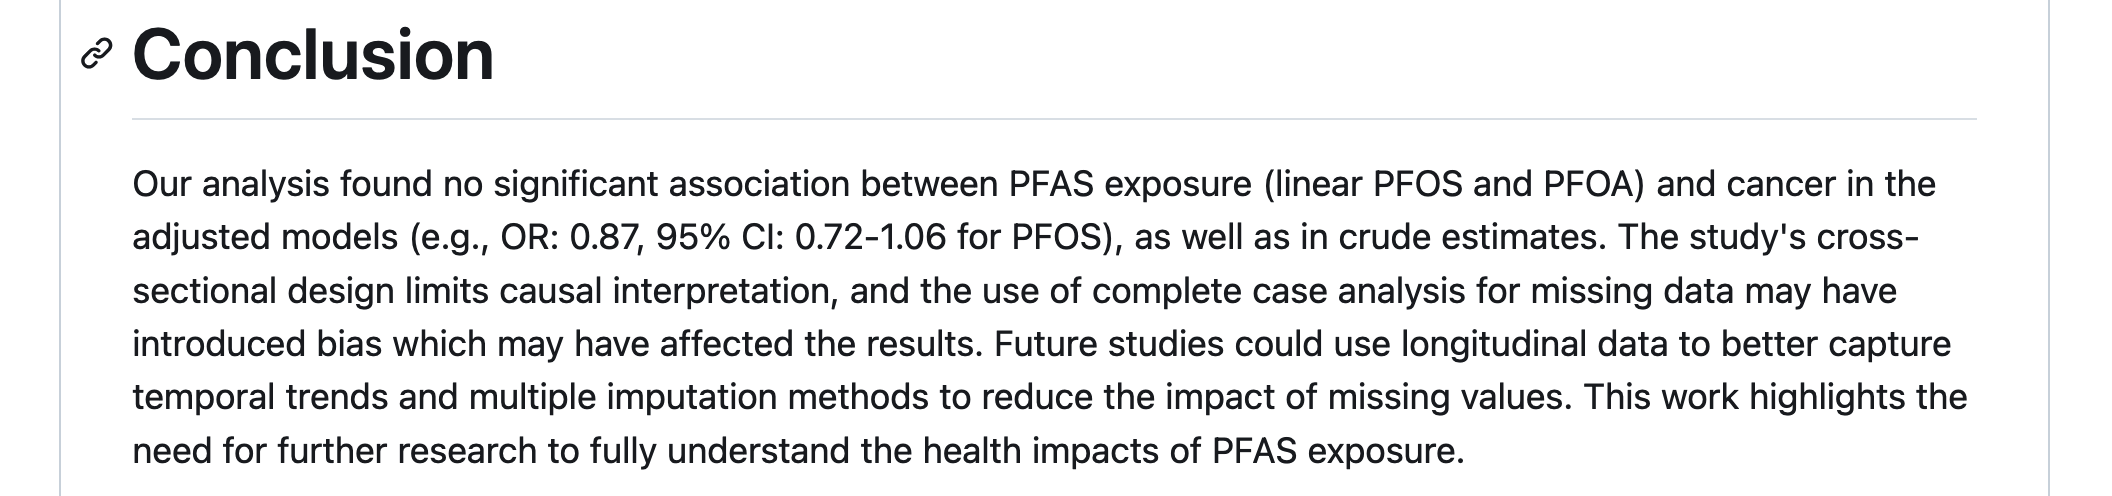 Conclusion
Our analysis found no significant association between PFAS exposure (linear PFOS and PFOA) and cancer in the
adjusted models (e.g., OR: 0.87, 95% CI: 0.72-1.06 for PFOS), as well as in crude estimates. The study's cross-
sectional design limits causal interpretation, and the use of complete case analysis for missing data may have
introduced bias which may have affected the results. Future studies could use longitudinal data to better capture
temporal trends and multiple imputation methods to reduce the impact of missing values. This work highlights the
need for further research to fully understand the health impacts of PFAS exposure.